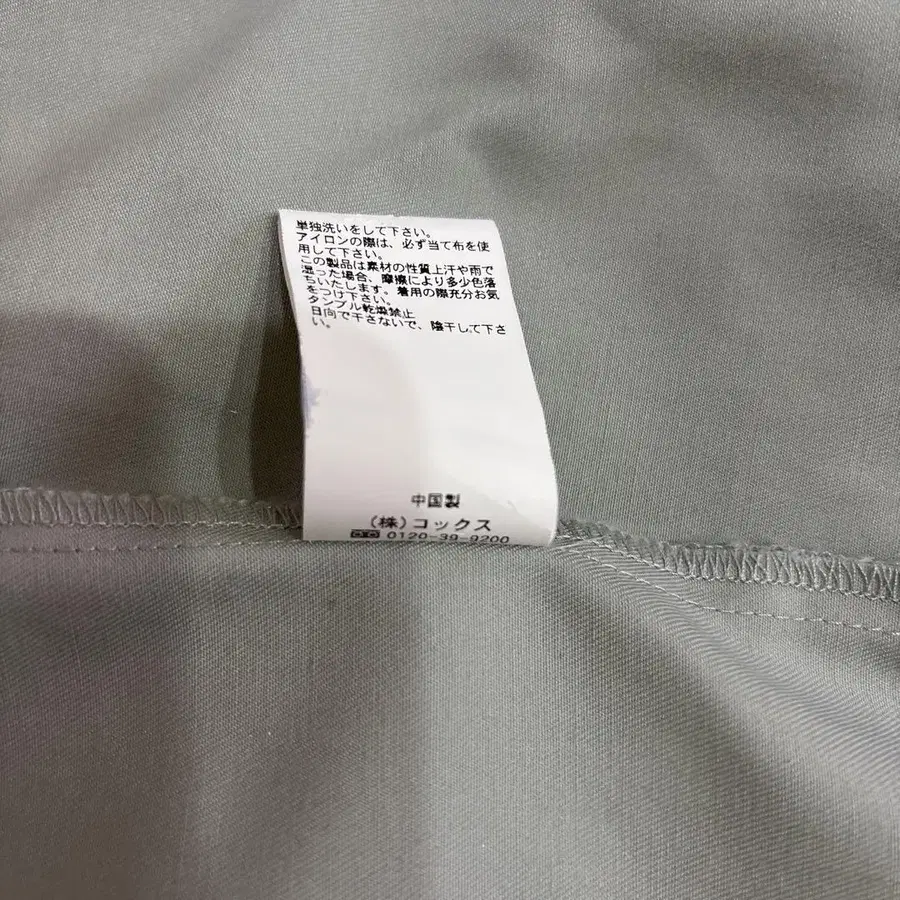 単独洗いをして下さい。
アイロンの際は、必ず当て布を使
用して下さい。
この製品は素材の性質上汗や雨で
湿った場合、摩擦により多少色落
ちいたします。着用の際充分お気
をつけ下さい。
タンブル乾燥禁止
日向で干さないで、陰干して下さ
い。
中国製
(株)コックス
0120-39-9200